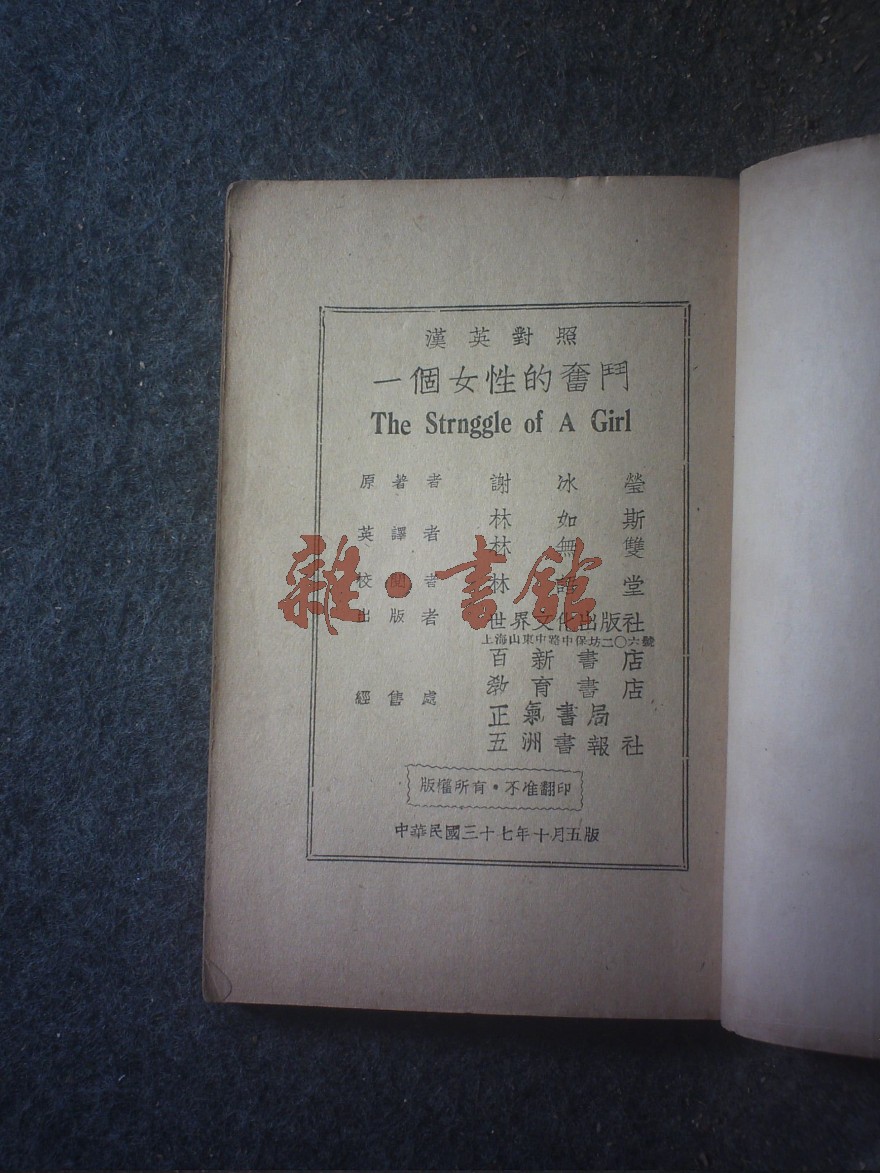 漢英對照
一個女性的奮鬥
The Strnggle of A Girl
原著者 謝冰瑩
英譯者 林如斯
林無雙
校閱者 林語堂
出版者 世界文化出版社
上海山東中路中保坊二〇六號
經售處 百新書店
教育書店
正氣書局
五洲書報社
版權所有・不准翻印
中華民國三十七年十月五版
雜・書館